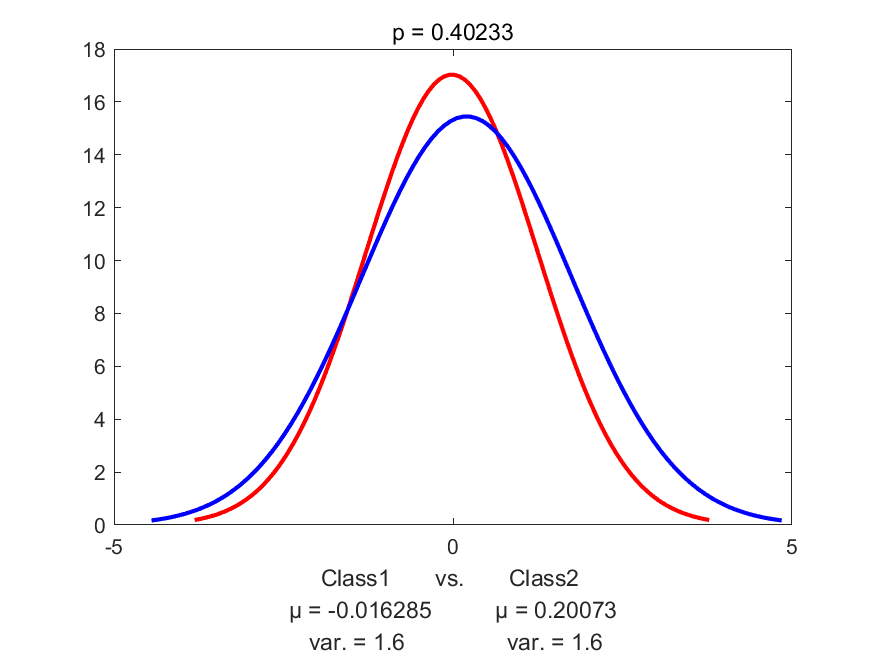 p = 0.40233
18
16
14
12
10
8
6
4
2
0
-5 0 5
Class1 vs. Class2
μ = -0.016285 μ = 0.20073
var. = 1.6 var. = 1.6